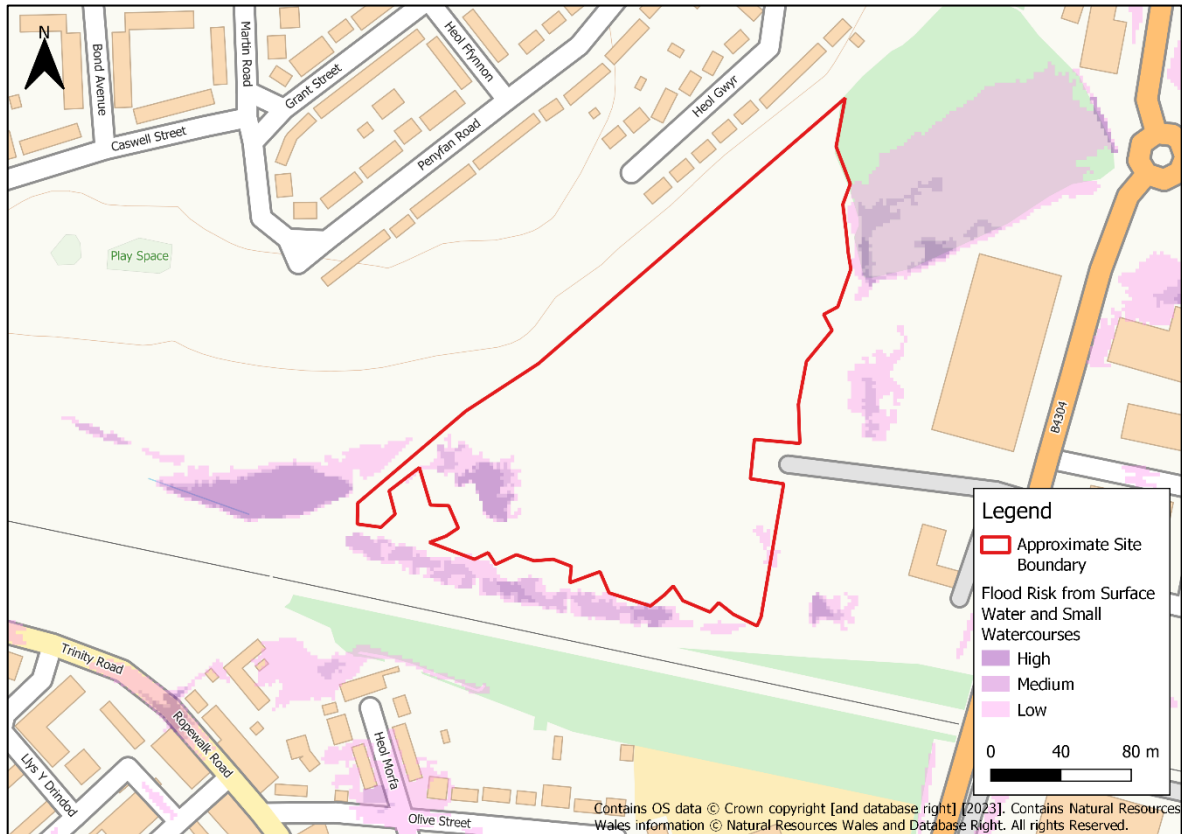 N
Bond Avenue
Martin Road
Grant Street
Heol Ffynnon
Caswell Street
Penyfan Road
Heol Gwyr
Play Space
B4304
Trinity Road
Ropewalk Road
Llys Y Drindod
Heol Morfa
Olive Street
Legend
Approximate Site
Boundary
Flood Risk from Surface
Water and Small
Watercourses
High
Medium
Low
0 40 80 m
Contains OS data © Crown copyright [and database right] [2023]. Contains Natural Resources
Wales information © Natural Resources Wales and Database Right. All rights Reserved.